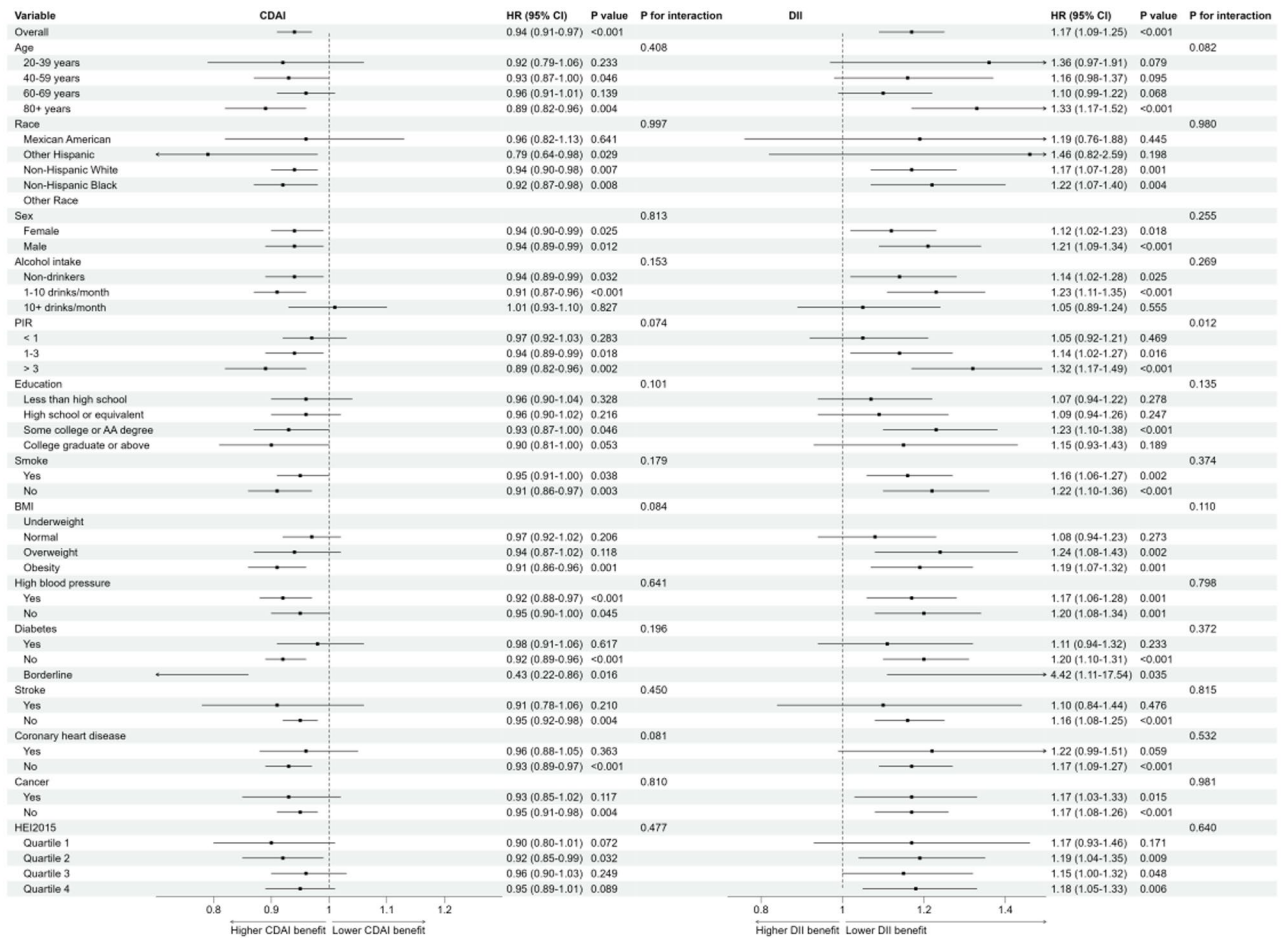 Variable CDAI HR (95% CI) P value P for interaction DII HR (95% CI) P value P for interaction
Overall 0.94 (0.91-0.97) <0.001 1.17 (1.09-1.25) <0.001
Age 0.408 0.082
20-39 years 0.92 (0.79-1.06) 0.233 1.36 (0.97-1.91) 0.079
40-59 years 0.93 (0.87-1.00) 0.046 1.16 (0.98-1.37) 0.095
60-69 years 0.96 (0.91-1.01) 0.139 1.10 (0.99-1.22) 0.068
80+ years 0.89 (0.82-0.96) 0.004 1.33 (1.17-1.52) <0.001
Race 0.997 0.980
Mexican American 0.96 (0.82-1.13) 0.641 1.19 (0.76-1.88) 0.445
Other Hispanic 0.79 (0.64-0.98) 0.029 1.46 (0.82-2.59) 0.198
Non-Hispanic White 0.94 (0.90-0.98) 0.007 1.17 (1.07-1.28) 0.001
Non-Hispanic Black 0.92 (0.87-0.98) 0.008 1.22 (1.07-1.40) 0.004
Other Race
Sex 0.813 0.255
Female 0.94 (0.90-0.99) 0.025 1.12 (1.02-1.23) 0.018
Male 0.94 (0.89-0.99) 0.012 1.21 (1.09-1.34) <0.001
Alcohol intake 0.153 0.269
Non-drinkers 0.94 (0.89-0.99) 0.032 1.14 (1.02-1.28) 0.025
1-10 drinks/month 0.91 (0.87-0.96) <0.001 1.23 (1.11-1.35) <0.001
10+ drinks/month 1.01 (0.93-1.10) 0.827 1.05 (0.89-1.24) 0.555
PIR 0.074 0.012
< 1 0.97 (0.92-1.03) 0.283 1.05 (0.92-1.21) 0.469
1-3 0.94 (0.89-0.99) 0.018 1.14 (1.02-1.27) 0.016
> 3 0.89 (0.82-0.96) 0.002 1.32 (1.17-1.49) <0.001
Education 0.101 0.135
Less than high school 0.96 (0.90-1.04) 0.328 1.07 (0.94-1.22) 0.278
High school or equivalent 0.96 (0.90-1.02) 0.216 1.09 (0.94-1.26) 0.247
Some college or AA degree 0.93 (0.87-1.00) 0.046 1.23 (1.10-1.38) <0.001
College graduate or above 0.90 (0.81-1.00) 0.053 1.15 (0.93-1.43) 0.189
Smoke 0.179 0.374
Yes 0.95 (0.91-1.00) 0.038 1.16 (1.06-1.27) 0.002
No 0.91 (0.86-0.97) 0.003 1.22 (1.10-1.36) <0.001
BMI 0.084 0.110
Underweight
Normal 0.97 (0.92-1.02) 0.206 1.08 (0.94-1.23) 0.273
Overweight 0.94 (0.87-1.02) 0.118 1.24 (1.08-1.43) 0.002
Obesity 0.91 (0.86-0.96) 0.001 1.19 (1.07-1.32) 0.001
High blood pressure 0.641 0.798
Yes 0.92 (0.88-0.97) <0.001 1.17 (1.06-1.28) 0.001
No 0.95 (0.90-1.00) 0.045 1.20 (1.08-1.34) 0.001
Diabetes 0.196 0.372
Yes 0.98 (0.91-1.06) 0.617 1.11 (0.94-1.32) 0.233
No 0.92 (0.89-0.96) <0.001 1.20 (1.10-1.31) <0.001
Borderline 0.43 (0.22-0.86) 0.016 4.42 (1.11-17.54) 0.035
Stroke 0.450 0.815
Yes 0.91 (0.78-1.06) 0.210 1.10 (0.84-1.44) 0.476
No 0.95 (0.92-0.98) 0.004 1.16 (1.08-1.25) <0.001
Coronary heart disease 0.081 0.532
Yes 0.96 (0.88-1.05) 0.363 1.22 (0.99-1.51) 0.059
No 0.93 (0.89-0.97) <0.001 1.17 (1.09-1.27) <0.001
Cancer 0.810 0.981
Yes 0.93 (0.85-1.02) 0.117 1.17 (1.03-1.33) 0.015
No 0.95 (0.91-0.98) 0.004 1.17 (1.08-1.26) <0.001
HEI2015 0.477 0.640
Quartile 1 0.90 (0.80-1.01) 0.072 1.17 (0.93-1.46) 0.171
Quartile 2 0.92 (0.85-0.99) 0.032 1.19 (1.04-1.35) 0.009
Quartile 3 0.96 (0.90-1.03) 0.249 1.15 (1.00-1.32) 0.048
Quartile 4 0.95 (0.89-1.01) 0.089 1.18 (1.05-1.33) 0.006
0.8 0.9 1 1.1 1.2 0.8 1 1.2 1.4
Higher CDAI benefit Lower CDAI benefit Higher DII benefit Lower DII benefit